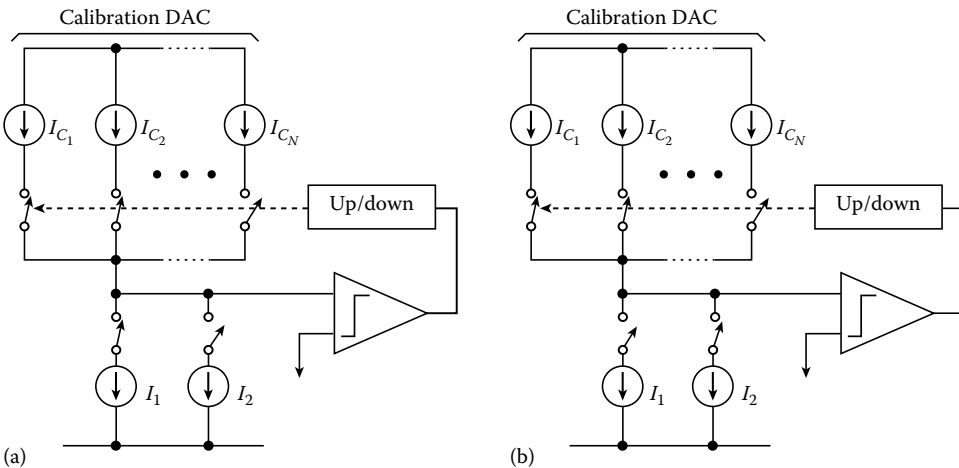 Calibration DAC
I_{C_1}
I_{C_2}
I_{C_N}
Up/down
I_1
I_2
(a)
Calibration DAC
I_{C_1}
I_{C_2}
I_{C_N}
Up/down
I_1
I_2
(b)